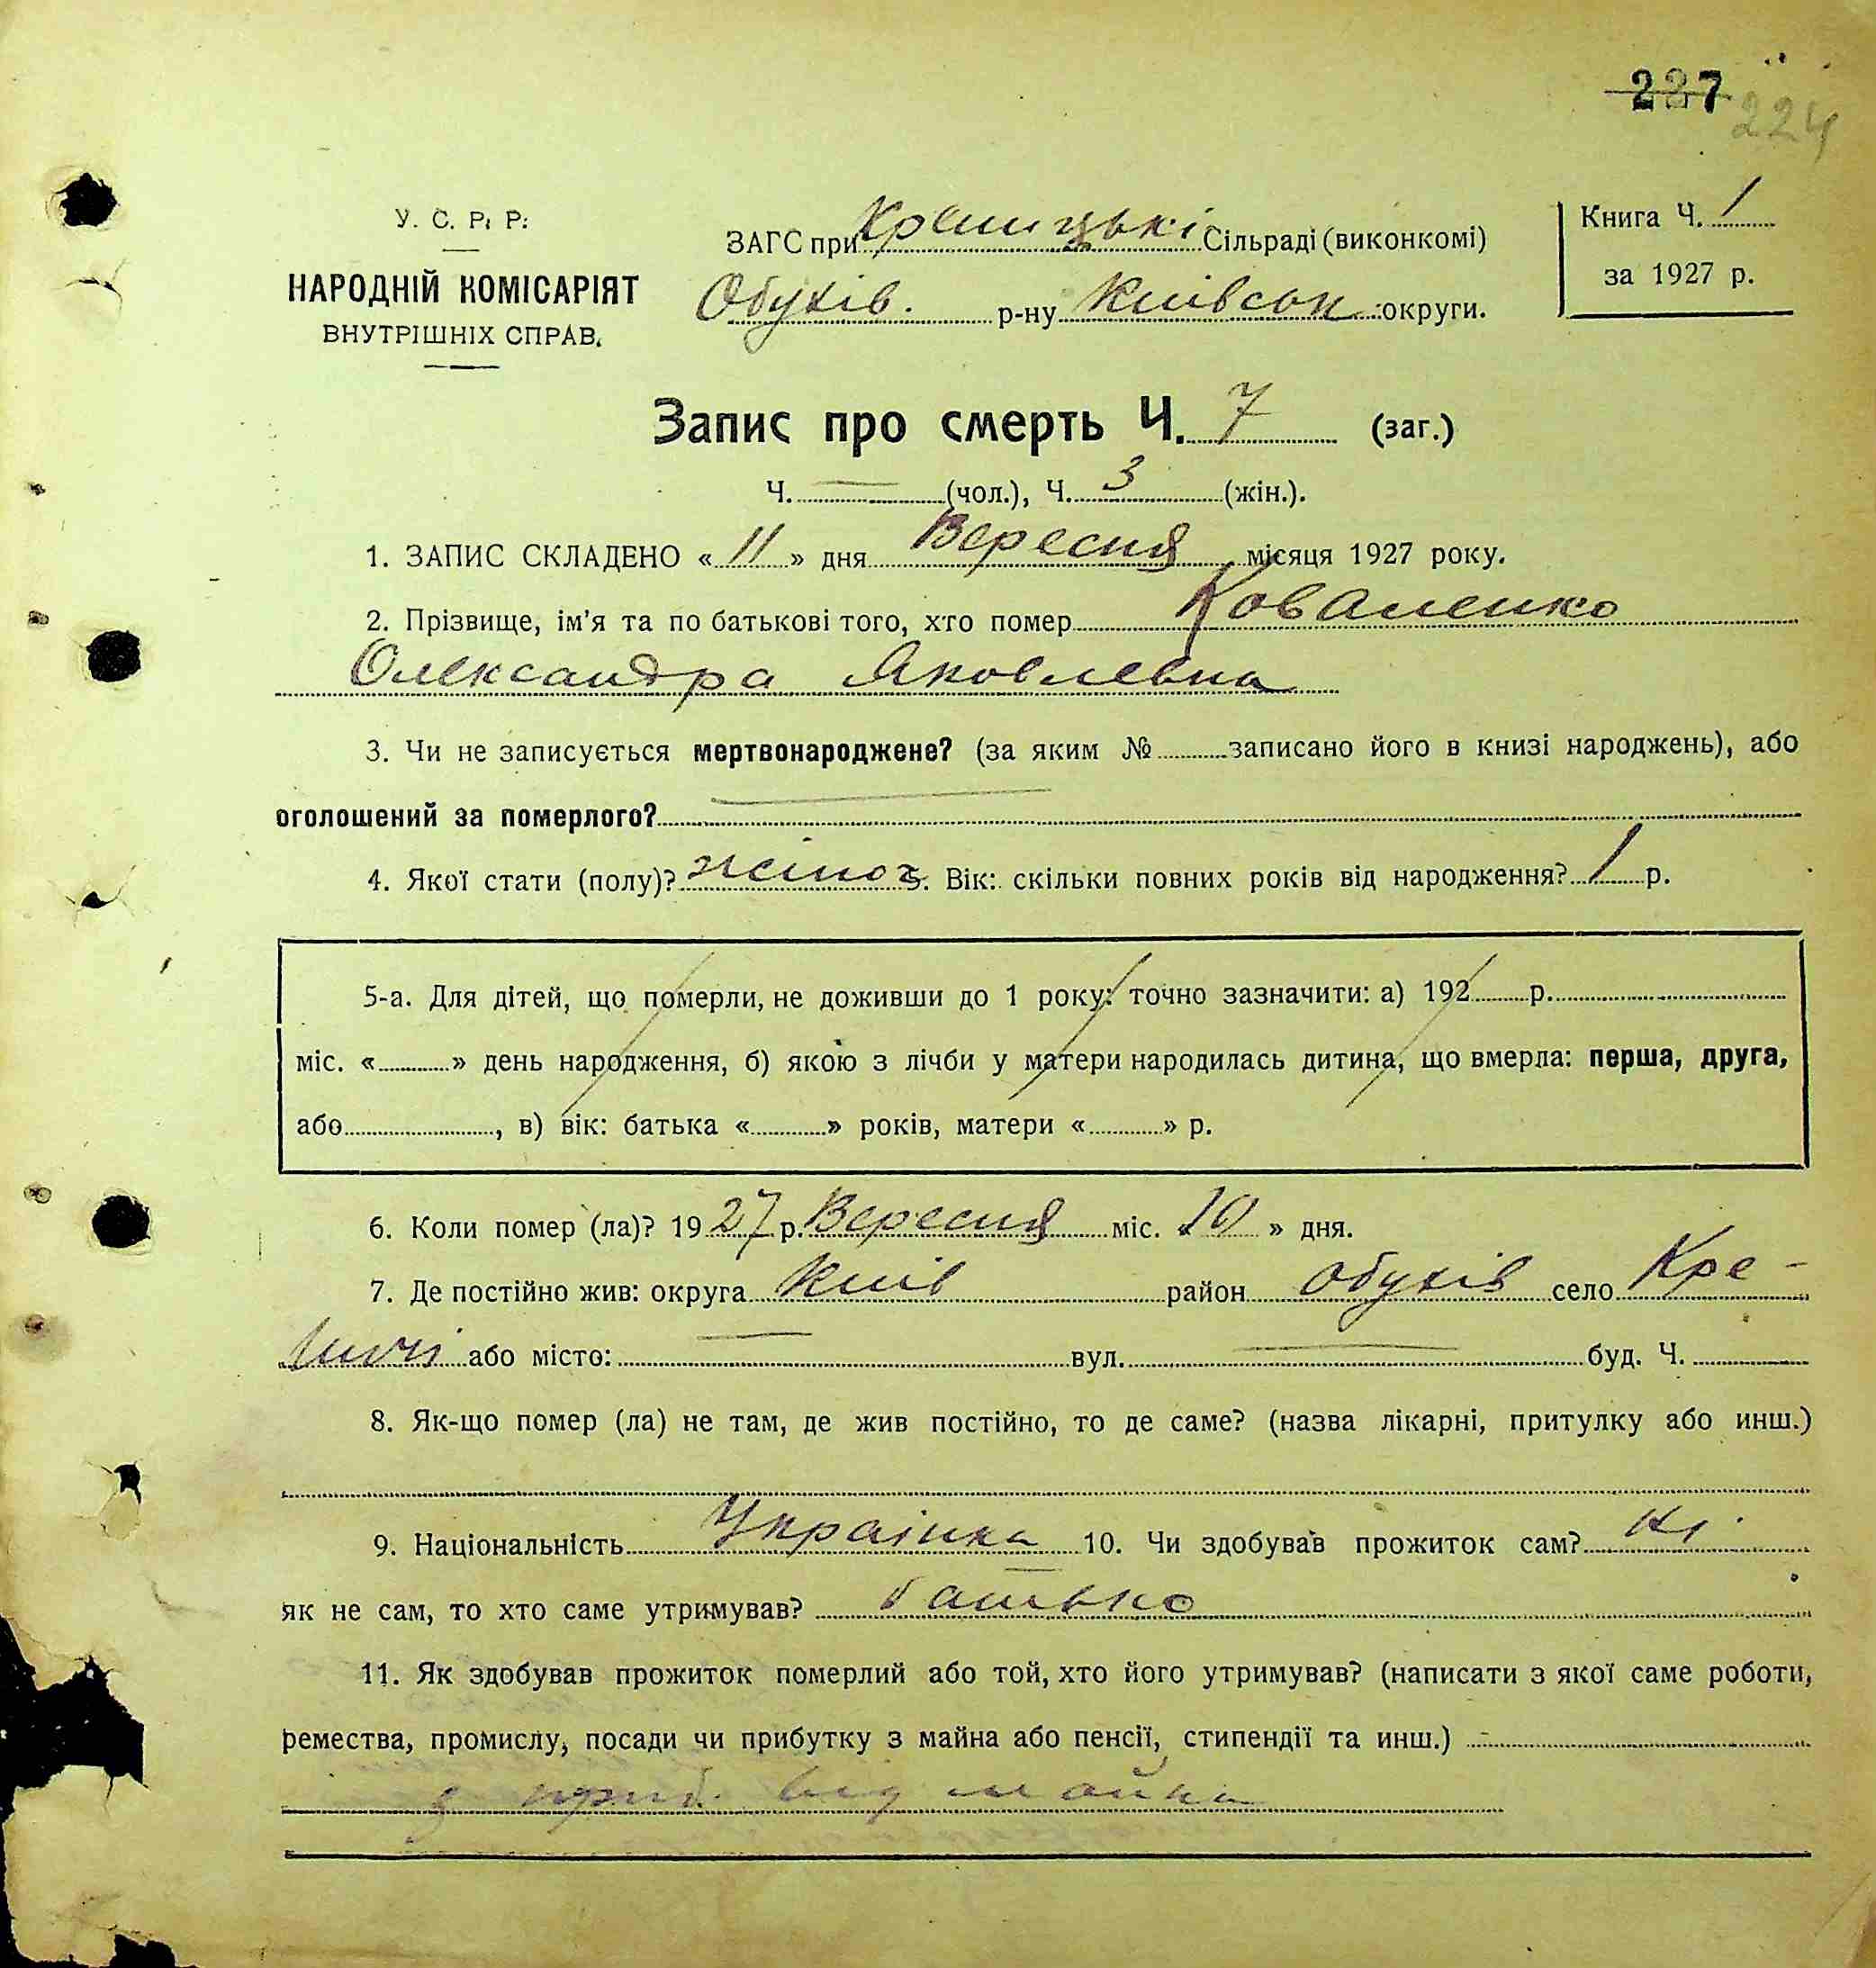 227
224
У. С. Р. Р.
НАРОДНІЙ КОМІСАРІЯТ
ВНУТРІШНІХ СПРАВ.
ЗАГС при Сільраді (виконкомі)
Обухів. р-ну Київськ округи.
Книга Ч. 1
за 1927 р.
Запис про смерть Ч. 7 (заг.)
Ч. — (чол.), Ч. 3 (жін.).
1. ЗАПИС СКЛАДЕНО « 11 » дня Вересня місяця 1927 року.
2. Прізвище, ім'я та по батькові того, хто помер Коваленко
Олександра Яковлевна
3. Чи не записується мертвонароджене? (за яким № записано його в книзі народжень), або
оголошений за померлого? —
4. Якої стати (полу)? жіноч. Вік: скільки повних років від народження? 1 р.
5-а. Для дітей, що померли, не доживши до 1 року: точно зазначити: а) 192 р.
міс. « » день народження, б) якою з лічби у матери народилась дитина, що вмерла: перша, друга,
або , в) вік: батька « » років, матери « » р.
6. Коли помер (ла)? 1927 р. Вересня міс. « 10 » дня.
7. Де постійно жив: округа Київ район Обухів село Кре-
ничі або місто: — вул. — буд. Ч.
8. Як-що помер (ла) не там, де жив постійно, то де саме? (назва лікарні, притулку або инш.)
9. Національність Українка 10. Чи здобував прожиток сам? Ні
як не сам, то хто саме утримував? батько
11. Як здобував прожиток померлий або той, хто його утримував? (написати з якої саме роботи,
ремества, промислу, посади чи прибутку з майна або пенсії, стипендії та инш.)
з приб. від майна